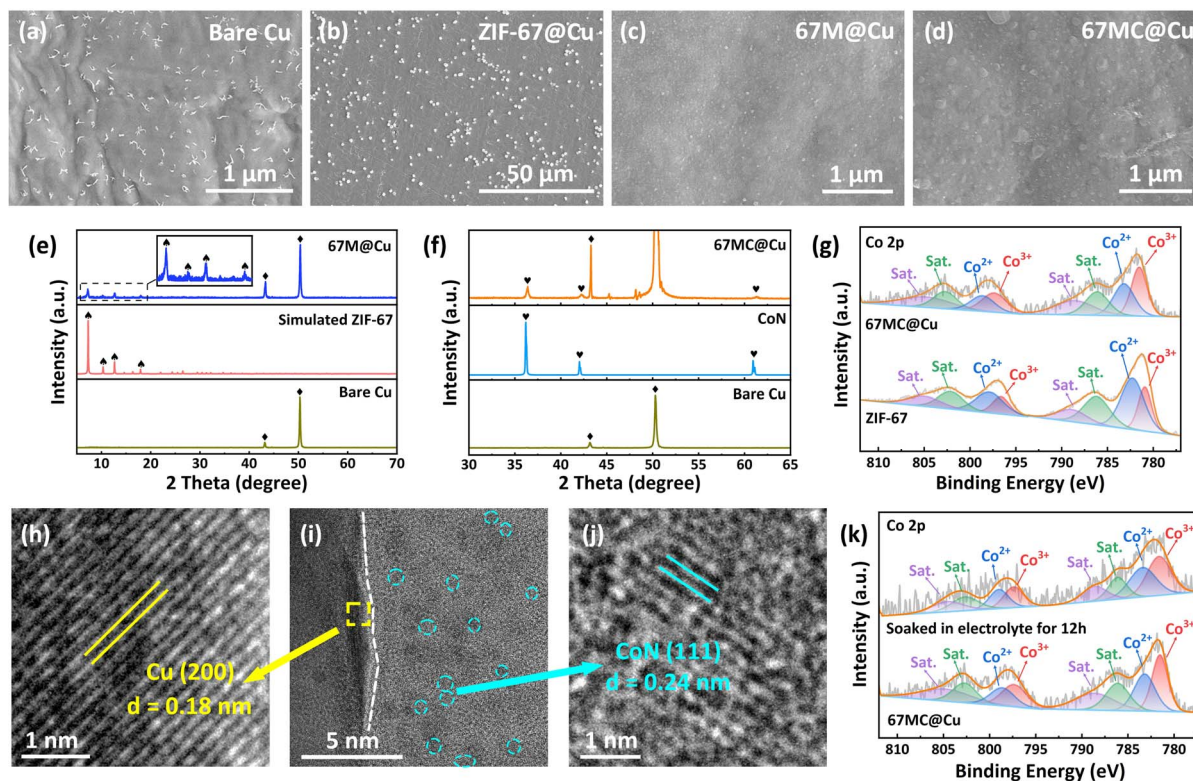 (a) Bare Cu
1 μm
(b) ZIF-67@Cu
50 μm
(c) 67M@Cu
1 μm
(d) 67MC@Cu
1 μm
(e)
67M@Cu
Simulated ZIF-67
Bare Cu
Intensity (a.u.)
10 20 30 40 50 60 70
2 Theta (degree)
(f)
67MC@Cu
CoN
Bare Cu
Intensity (a.u.)
30 35 40 45 50 55 60 65
2 Theta (degree)
(g)
Co 2p
Sat. Sat. Co²⁺ Co³⁺ Sat. Sat. Co²⁺ Co³⁺
67MC@Cu
Sat. Sat. Co²⁺ Co³⁺ Sat. Sat. Co²⁺ Co³⁺
ZIF-67
Intensity (a.u.)
810 805 800 795 790 785 780
Binding Energy (eV)
(h)
Cu (200)
d = 0.18 nm
1 nm
(i)
5 nm
(j)
CoN (111)
d = 0.24 nm
1 nm
(k)
Co 2p
Sat. Sat. Co²⁺ Co³⁺ Sat. Sat. Co²⁺ Co³⁺
Soaked in electrolyte for 12h
Sat. Sat. Co²⁺ Co³⁺ Sat. Sat. Co²⁺ Co³⁺
67MC@Cu
Intensity (a.u.)
810 805 800 795 790 785 780
Binding Energy (eV)